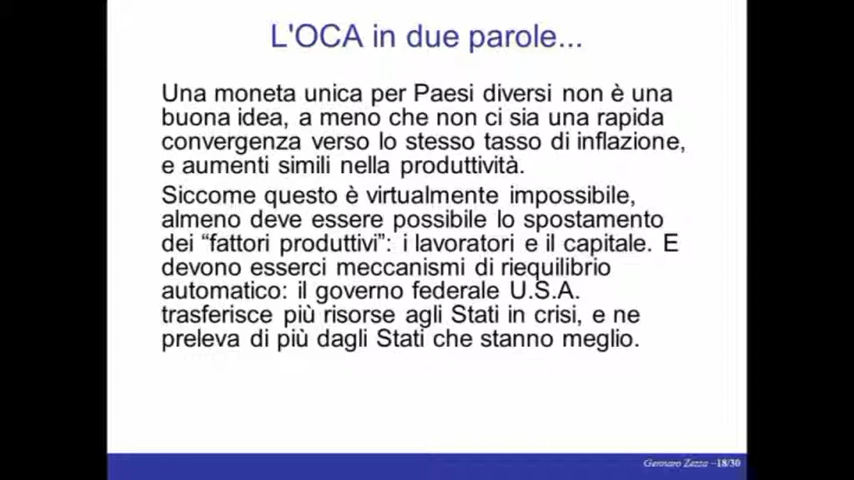 L'OCA in due parole...
Una moneta unica per Paesi diversi non è una
buona idea, a meno che non ci sia una rapida
convergenza verso lo stesso tasso di inflazione,
e aumenti simili nella produttività.
Siccome questo è virtualmente impossibile,
almeno deve essere possibile lo spostamento
dei “fattori produttivi”: i lavoratori e il capitale. E
devono esserci meccanismi di riequilibrio
automatico: il governo federale U.S.A.
trasferisce più risorse agli Stati in crisi, e ne
preleva di più dagli Stati che stanno meglio.
Gennaro Zezza –18/30